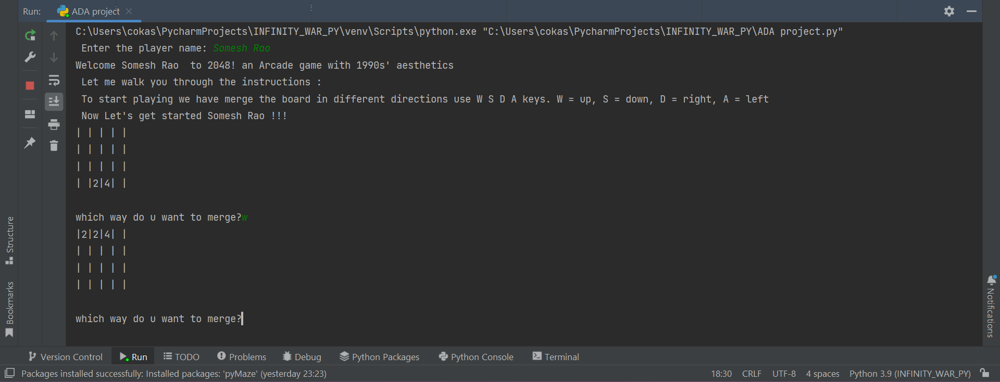 Run: ADA project
C:\Users\cokas\PycharmProjects\INFINITY_WAR_PY\venv\Scripts\python.exe "C:\Users\cokas\PycharmProjects\INFINITY_WAR_PY\ADA project.py"
Enter the player name: Somesh Rao
Welcome Somesh Rao  to 2048! an Arcade game with 1990s' aesthetics
Let me walk you through the instructions :
To start playing we have merge the board in different directions use W S D A keys. W = up, S = down, D = right, A = left
Now Let's get started Somesh Rao !!!
| | | | |
| | | | |
| | | | |
| |2|4| |
which way do u want to merge?w
|2|2|4| |
| | | | |
| | | | |
| | | | |
which way do u want to merge?
Structure
Bookmarks
Notifications
Version Control Run TODO Problems Debug Python Packages Python Console Terminal
Packages installed successfully: Installed packages: 'pyMaze' (yesterday 23:23) 18:30 CRLF UTF-8 4 spaces Python 3.9 (INFINITY_WAR_PY)